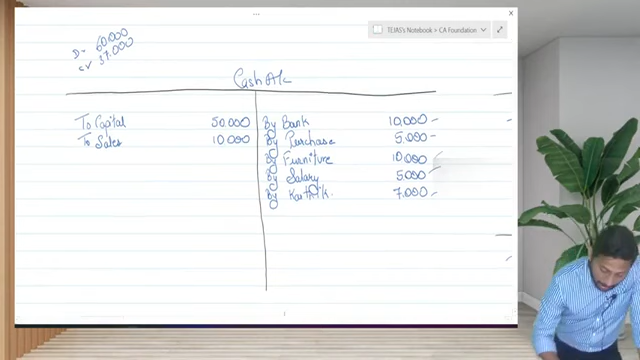 TEJAS's Notebook > CA Foundation
D- 60.000
Cr 37.000
Cash A/c
To Capital 50.000 By Bank 10,000
To Sales 10.000 By Purchase 5.000
By Furniture 10,000
By Salary 5.000
By Karthik. 7.000